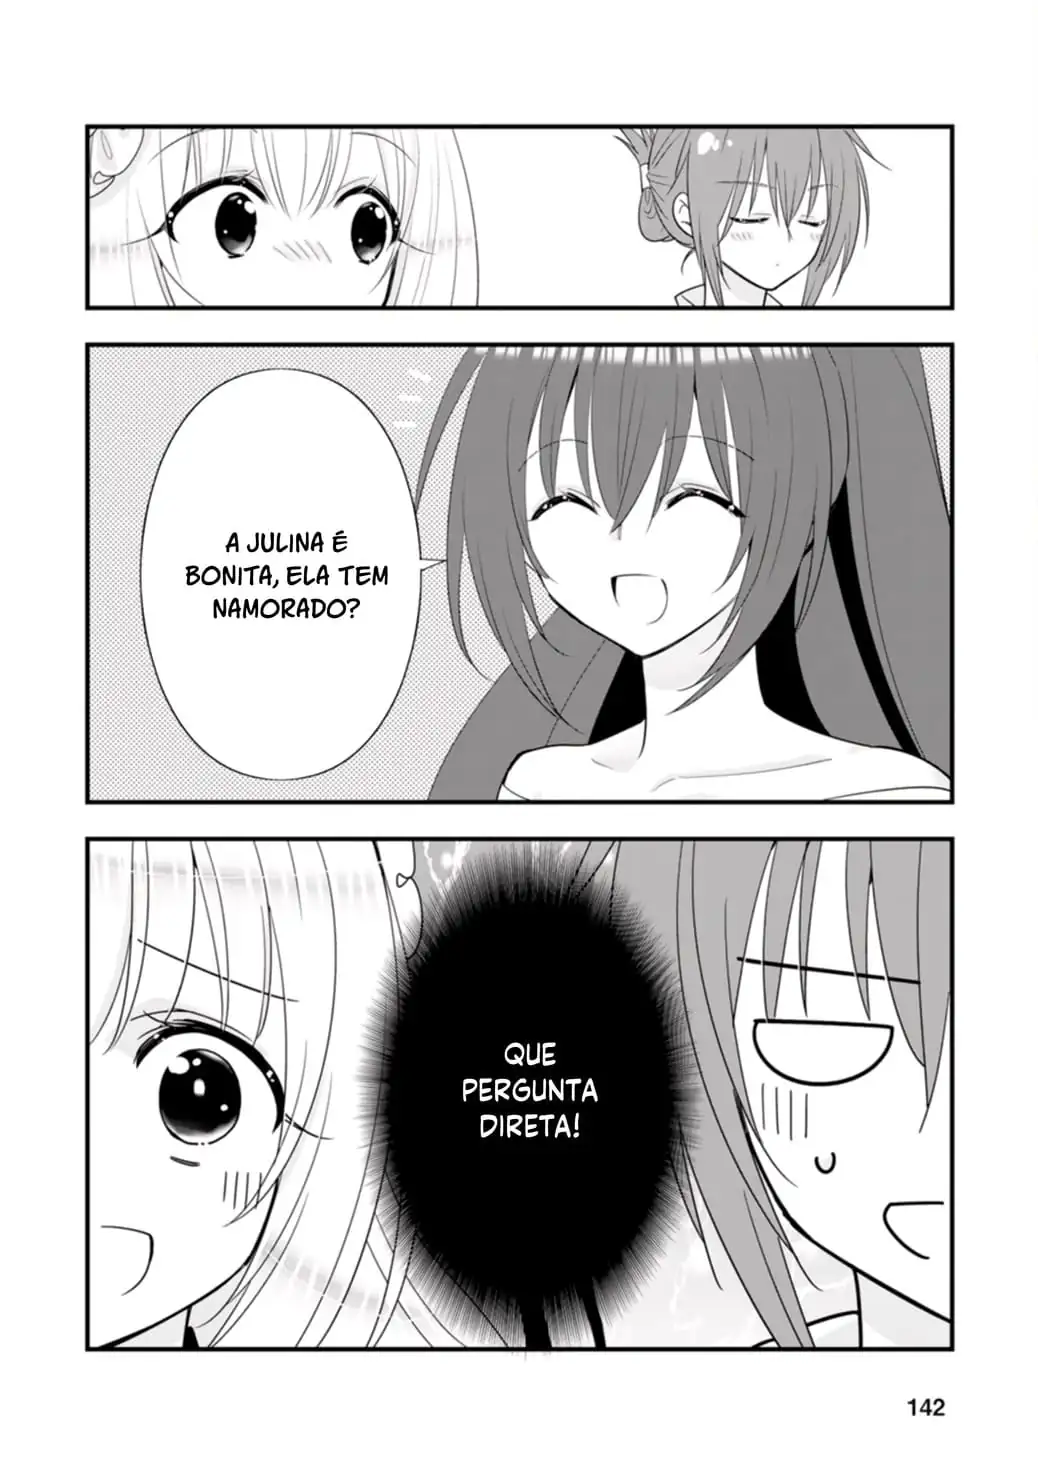 A JULINA É
BONITA, ELA TEM
NAMORADO?
QUE
PERGUNTA
DIRETA!
142